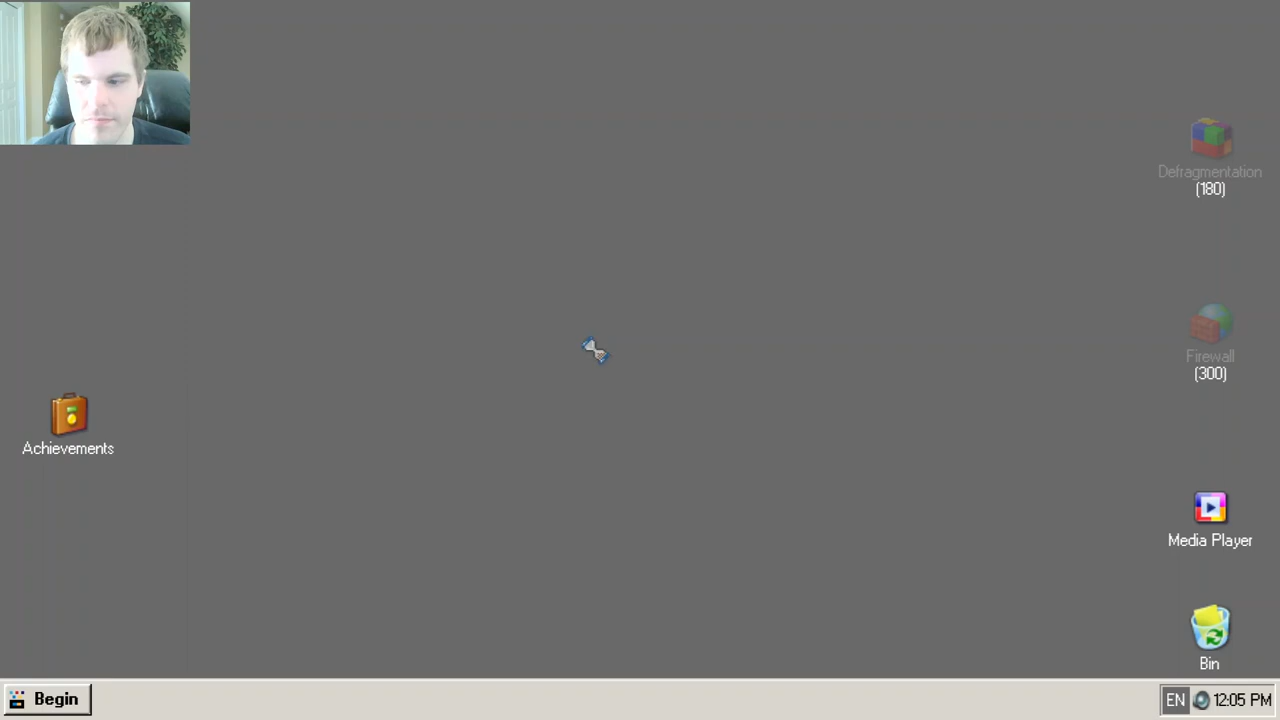 Defragmentation
(180)
Firewall
(300)
Achievements
Media Player
Bin
Begin
EN 12:05 PM